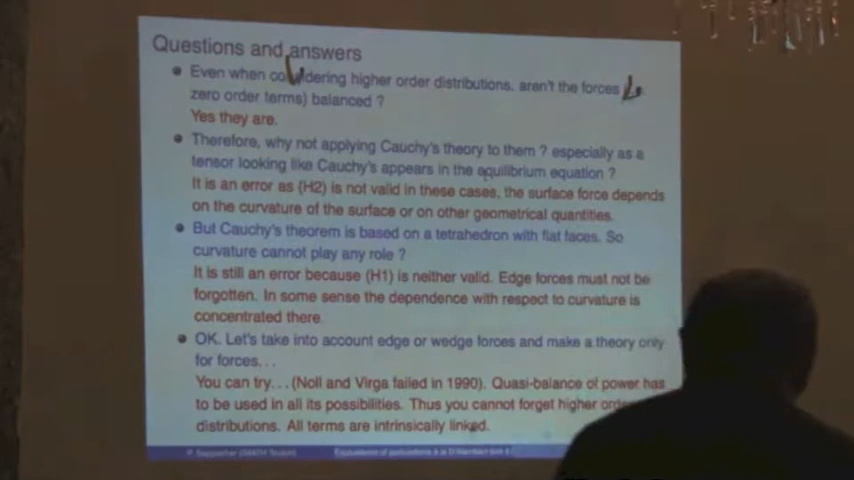 Questions and answers
Even when considering higher order distributions, aren't the forces
zero order terms) balanced ?
Yes they are.
Therefore, why not applying Cauchy's theory to them ? especially as a
tensor looking like Cauchy's appears in the equilibrium equation ?
It is an error as (H2) is not valid in these cases, the surface force depends
on the curvature of the surface or on other geometrical quantities.
But Cauchy's theorem is based on a tetrahedron with flat faces. So
curvature cannot play any role ?
It is still an error because (H1) is neither valid. Edge forces must not be
forgotten. In some sense the dependence with respect to curvature is
concentrated there.
OK. Let's take into account edge or wedge forces and make a theory only
for forces...
You can try... (Noll and Virga failed in 1990). Quasi-balance of power has
to be used in all its possibilities. Thus you cannot forget higher order
distributions. All terms are intrinsically linked.